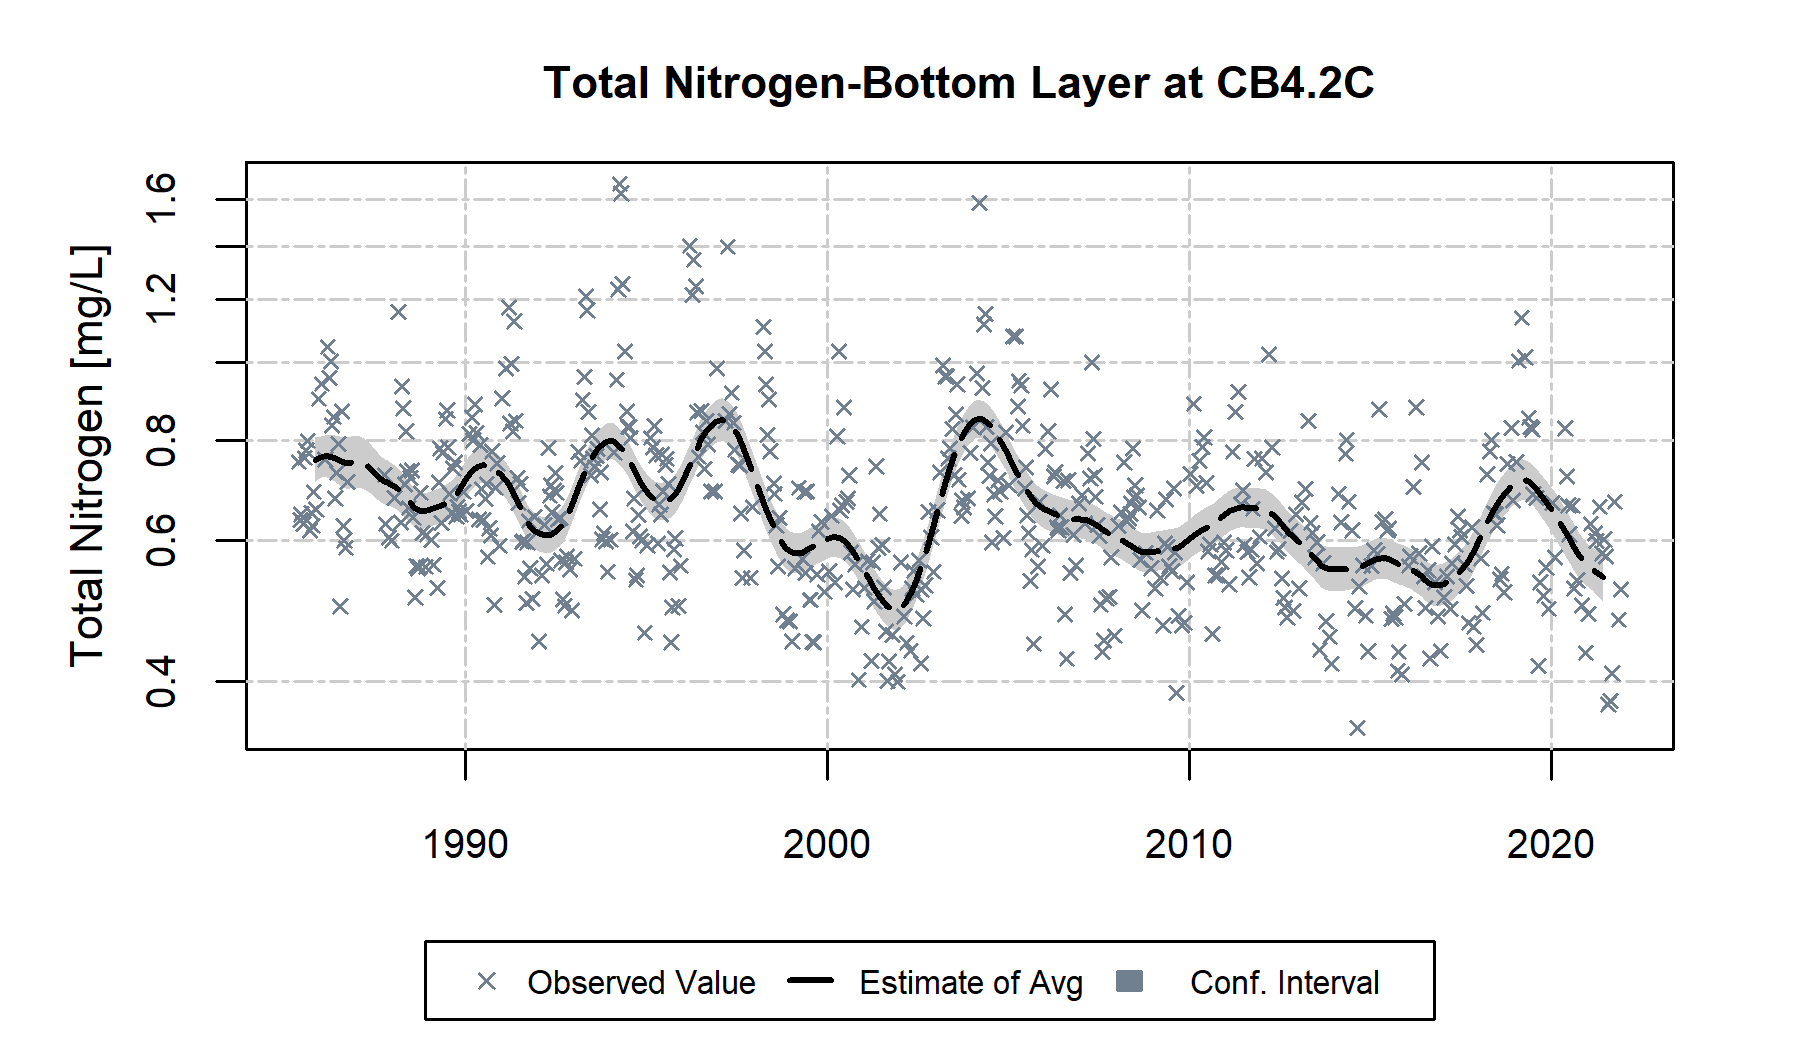 Total Nitrogen-Bottom Layer at CB4.2C
Total Nitrogen [mg/L]
1.6
1.2
0.8
0.6
0.4
1990 2000 2010 2020
Observed Value Estimate of Avg Conf. Interval